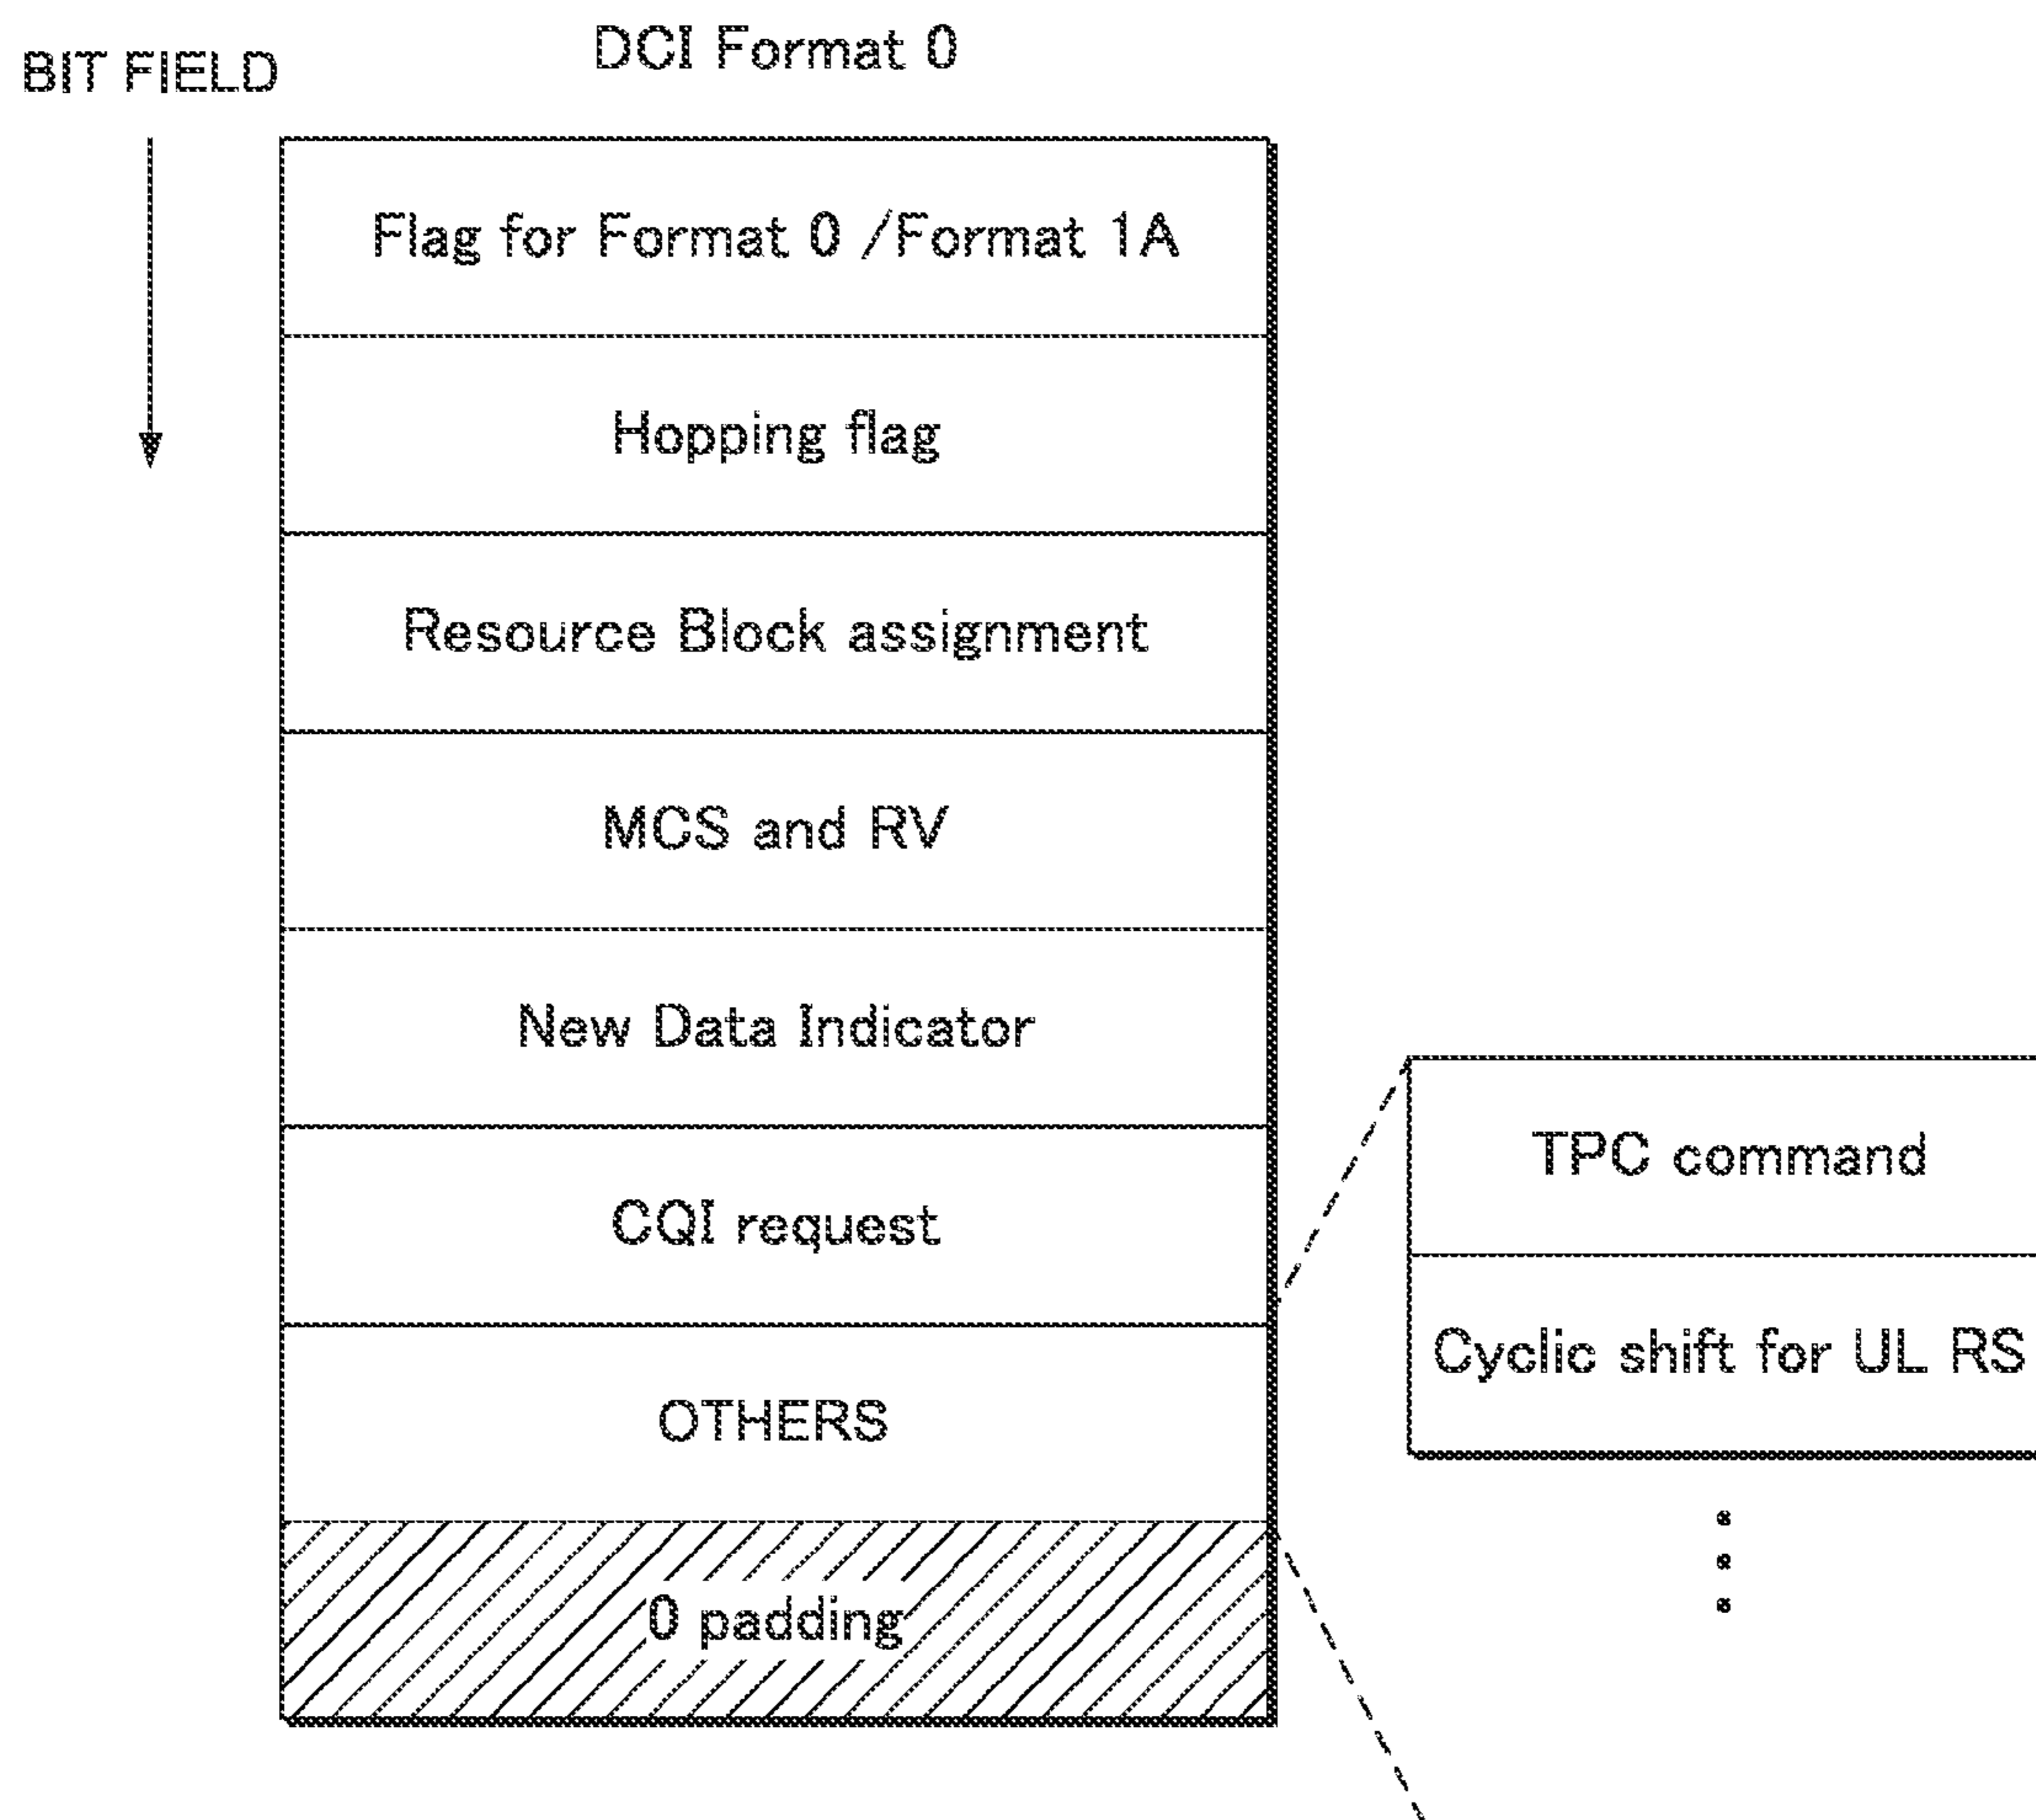 DCI Format 0
BIT FIELD
Flag for Format 0 /Format 1A
Hopping flag
Resource Block assignment
MCS and RV
New Data Indicator
CQI request
OTHERS
0 padding
TPC command
Cyclic shift for UL RS